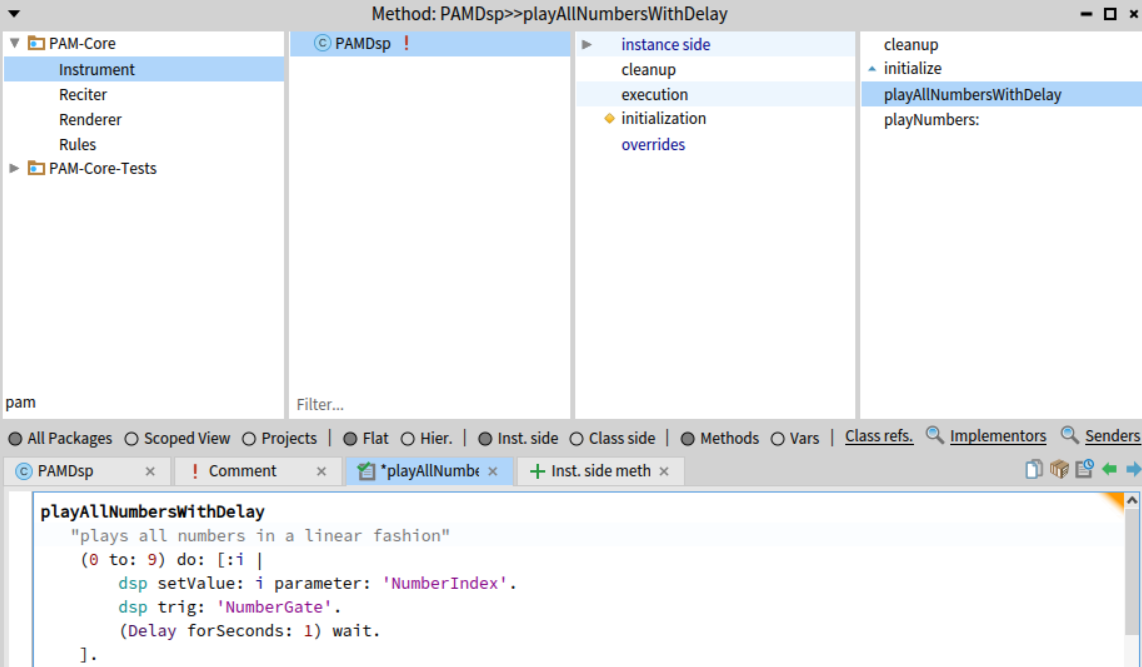 Method: PAMDsp>>playAllNumbersWithDelay
PAM-Core
Instrument
Reciter
Renderer
Rules
PAM-Core-Tests
pam
PAMDsp !
Filter...
instance side
cleanup
execution
initialization
overrides
cleanup
initialize
playAllNumbersWithDelay
playNumbers:
All Packages Scoped View Projects | Flat Hier. | Inst. side Class side | Methods Vars | Class refs. Implementors Senders
PAMDsp × ! Comment × *playAllNumbe × Inst. side meth ×
playAllNumbersWithDelay
"plays all numbers in a linear fashion"
(0 to: 9) do: [:i |
dsp setValue: i parameter: 'NumberIndex'.
dsp trig: 'NumberGate'.
(Delay forSeconds: 1) wait.
].